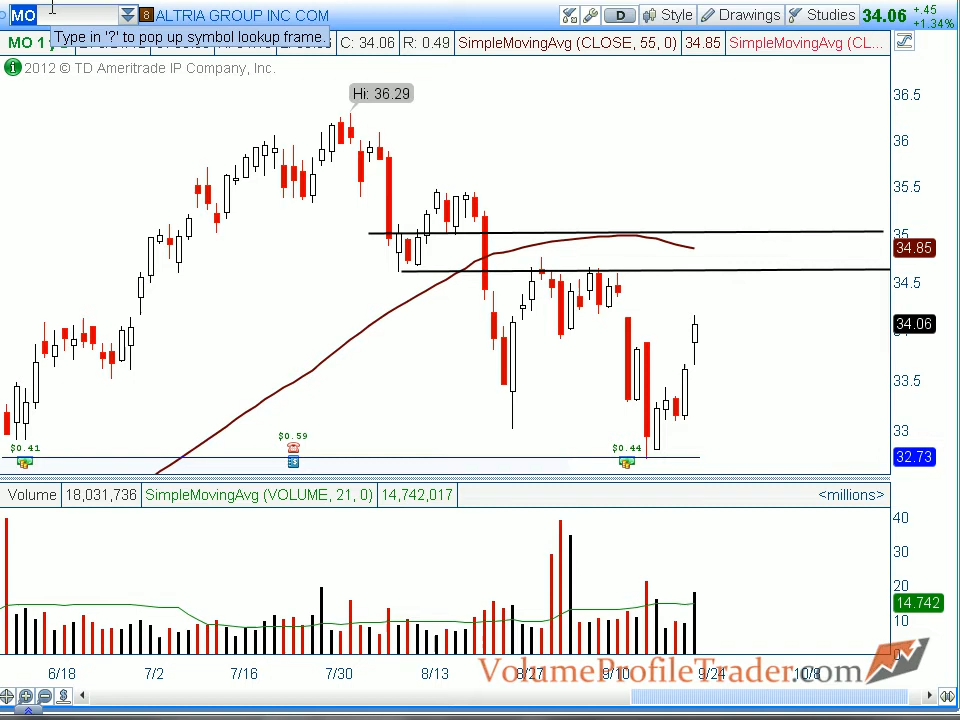 MO 8 ALTRIA GROUP INC COM D Style Drawings Studies 34.06 +.45
+1.34%
Type in '?' to pop up symbol lookup frame.
MO 1 C: 34.06 R: 0.49 SimpleMovingAvg (CLOSE, 55, 0) 34.85 SimpleMovingAvg (CL...
2012 © TD Ameritrade IP Company, Inc.
Hi: 36.29
36.5
36
35.5
35
34.85
34.5
34.06
33.5
33
32.73
$0.41 $0.59 $0.44
Volume 18,031,736 SimpleMovingAvg (VOLUME, 21, 0) 14,742,017 <millions>
40
30
20
14.742
10
0
6/18 7/2 7/16 7/30 8/13 8/27 9/10 9/24 10/8
VolumeProfileTrader.com